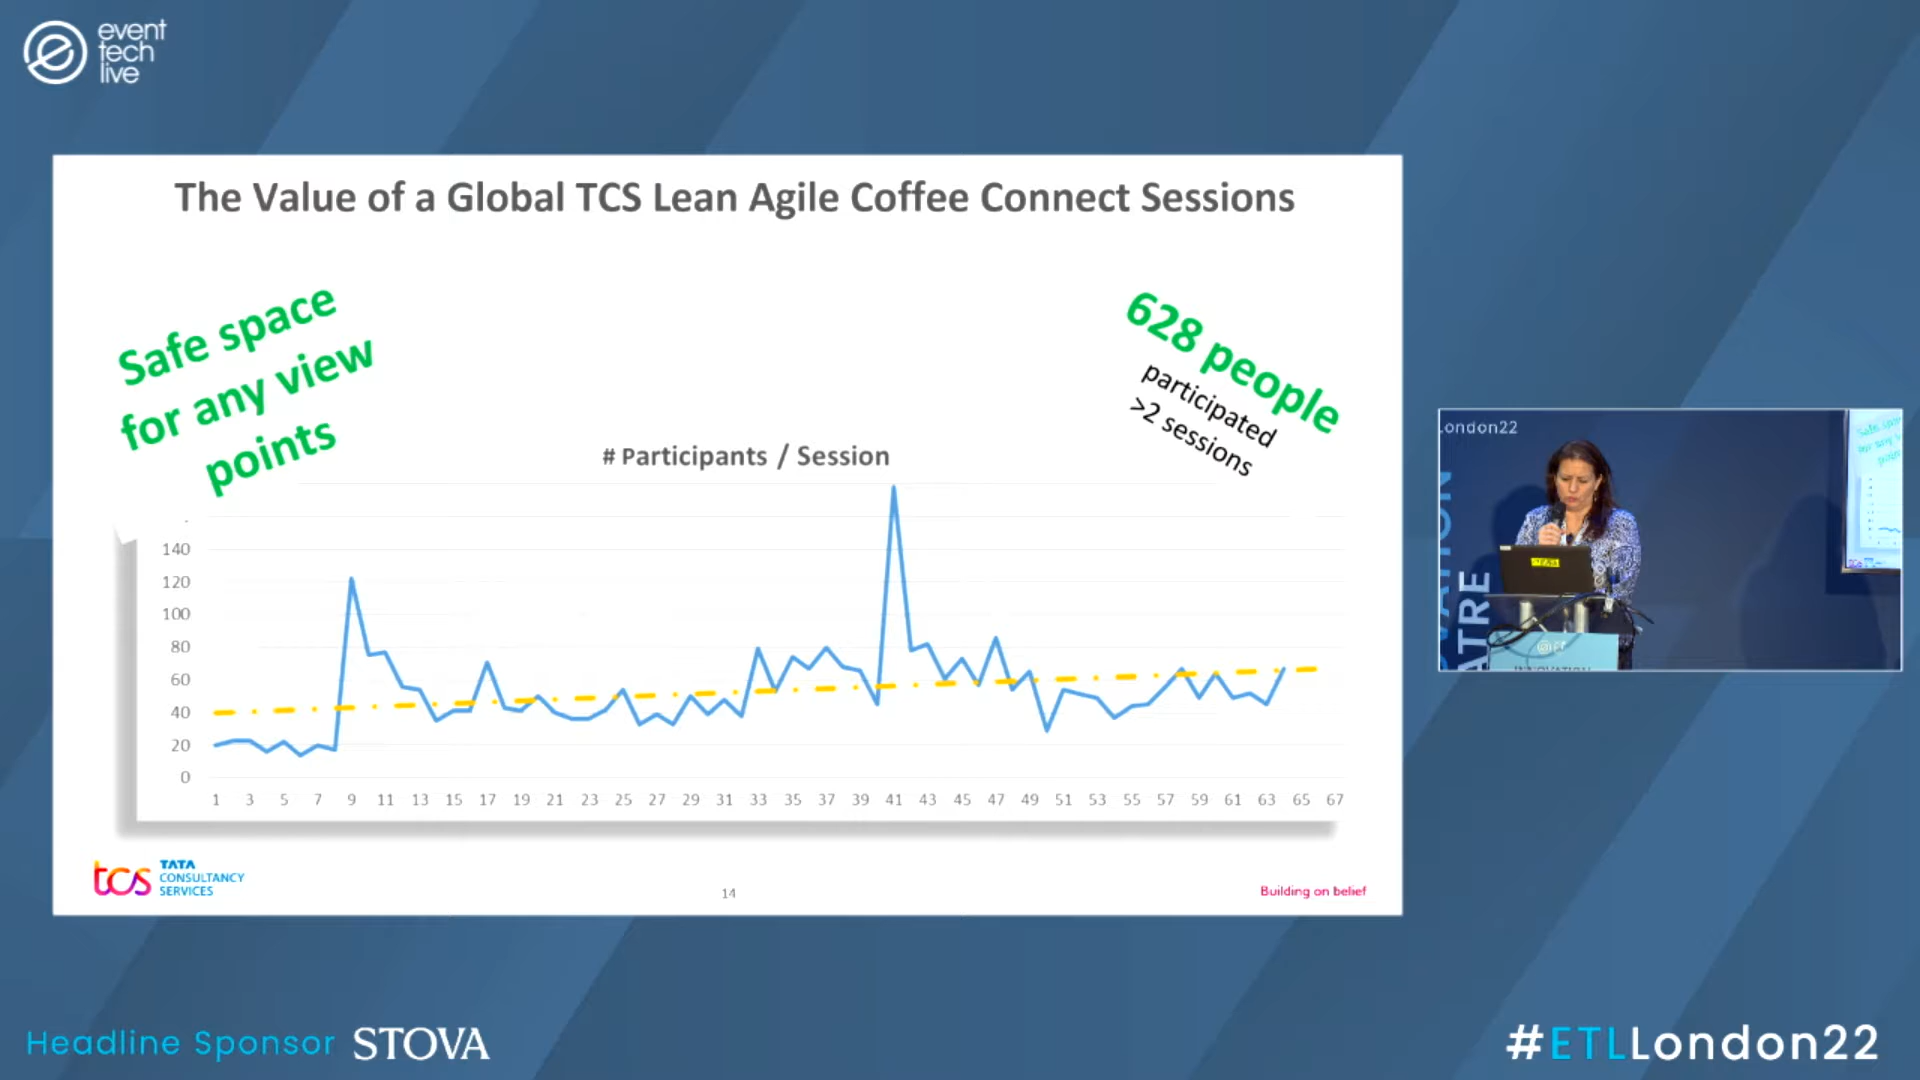 event
tech
live
The Value of a Global TCS Lean Agile Coffee Connect Sessions
Safe space
for any view
points
628 people
participated
>2 sessions
# Participants / Session
140
120
100
80
60
40
20
0
1 3 5 7 9 11 13 15 17 19 21 23 25 27 29 31 33 35 37 39 41 43 45 47 49 51 53 55 57 59 61 63 65 67
tcs
TATA
CONSULTANCY
SERVICES
14
Building on belief
London22
ATRE
Headline Sponsor STOVA
#ETLLondon22